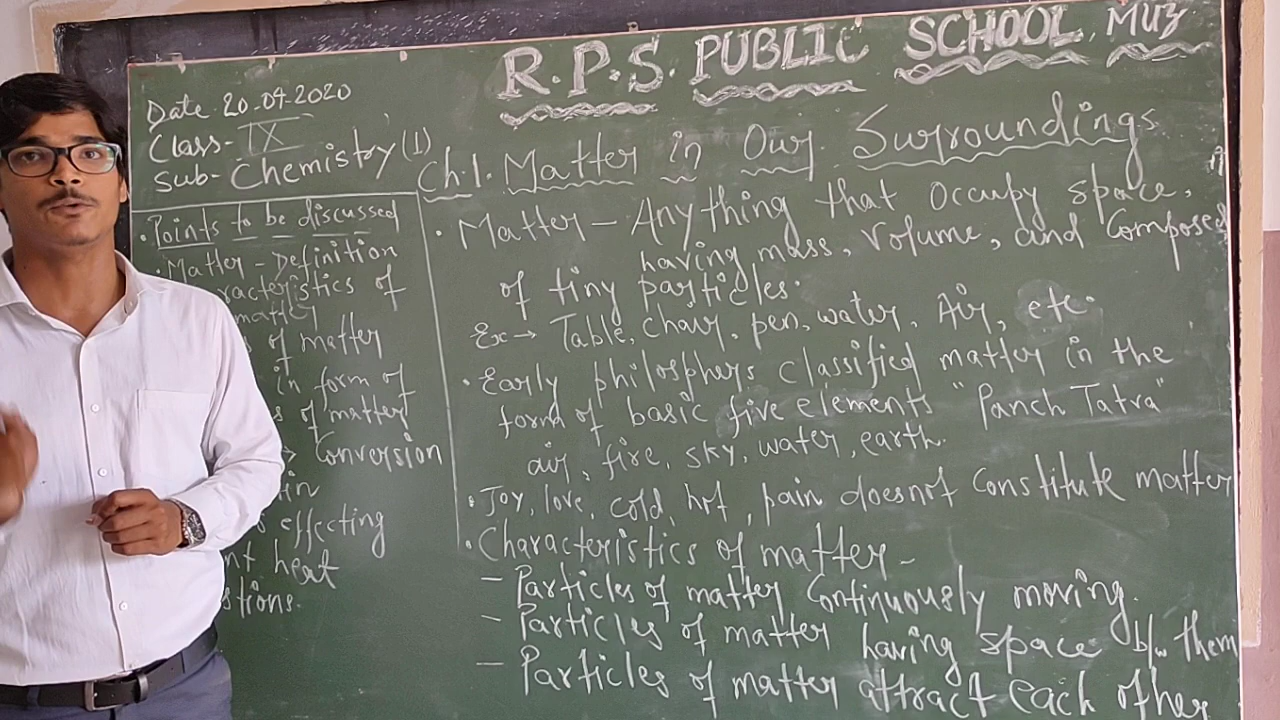 R.P.S. PUBLIC SCHOOL, MUZ
Date 20-04-2020
Class- IX
Sub- Chemistry (1)
Ch.1. Matter in Our Surroundings
• Points to be discussed
• Matter - Definition
racteristics of
matter
of matter
in form of
s of matter
Conversion
in
s effecting
nt heat
stions.
• Matter – Anything that occupy space,
having mass, volume, and Composed
of tiny particles.
Ex → Table, chair, pen, water, Air, etc.
• Early philosphers classified matter in the
form of basic five elements "Panch Tatva"
air, fire, sky, water, earth.
• Joy, love, cold, hot, pain doesnot Constitute matter
• Characteristics of matter –
– Particles of matter Continuously moving.
– Particles of matter having space b/w them
– Particles of matter attract each other